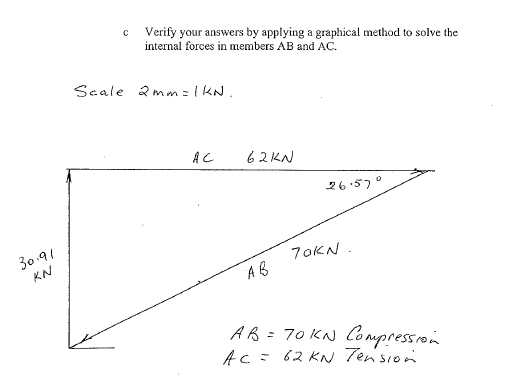 c Verify your answers by applying a graphical method to solve the
internal forces in members AB and AC.
Scale 2mm = 1KN.
AC 62KN
26.57°
30.91
KN
70KN.
AB
AB = 70KN Compression
AC = 62KN Tension